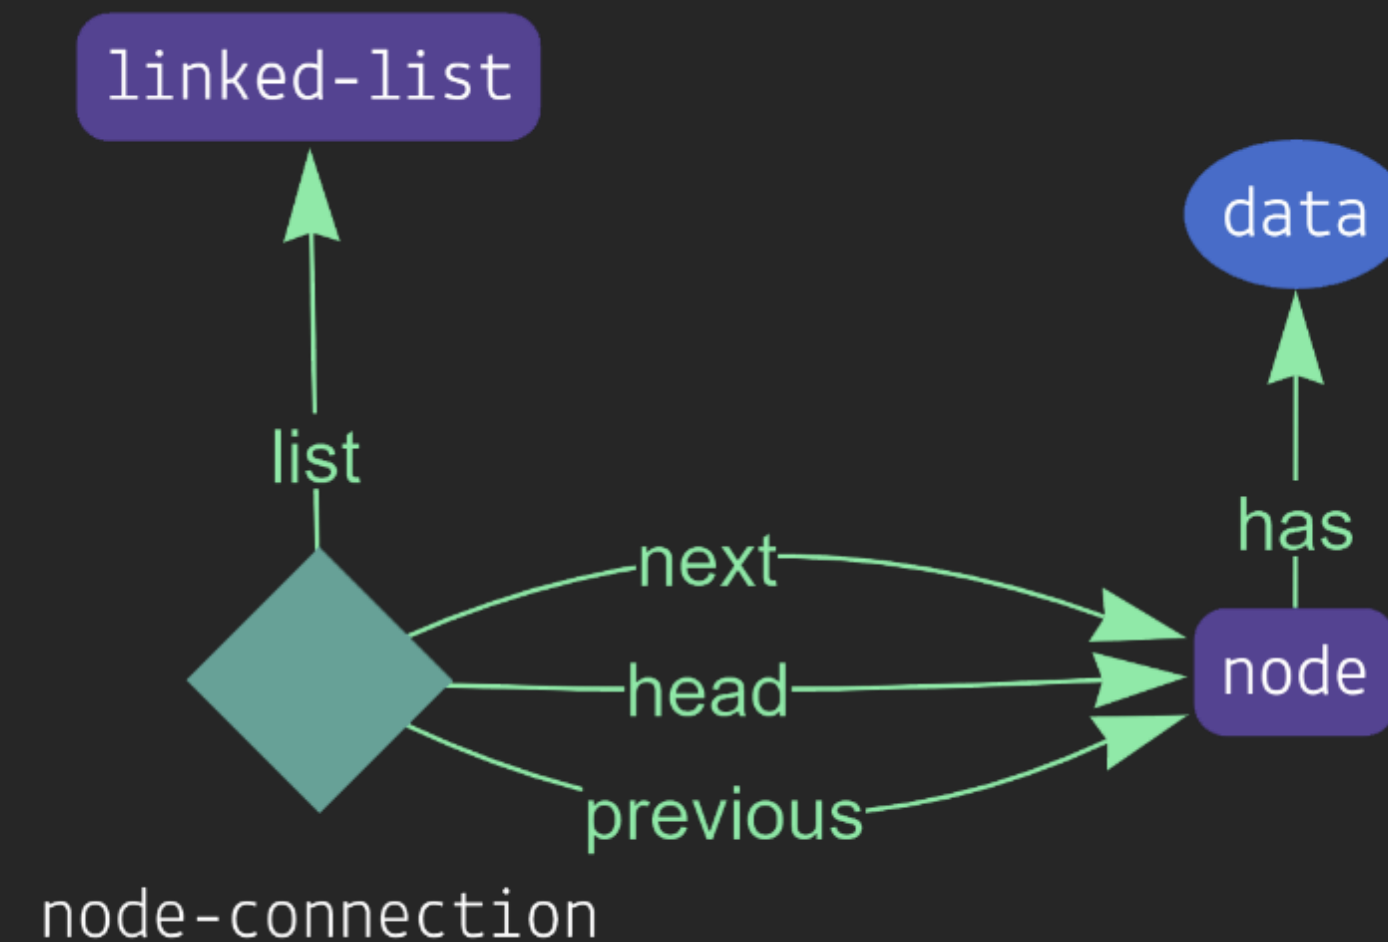 linked-list
data
list
has
next
node
head
previous
node-connection